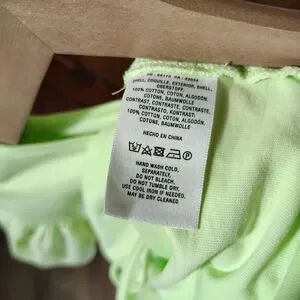 SHELL, COQUILLE, EXTERIOR, SHELL,
OBERSTOFF:
100% COTTON, COTON, ALGODÓN,
COTONE, BAUMWOLLE
CONTRAST, CONTRASTE, CONTRASTE,
CONTRASTO, KONTRAST:
100% COTTON, COTON, ALGODÓN,
COTONE, BAUMWOLLE
HECHO EN CHINA
HAND WASH COLD,
SEPARATELY,
DO NOT BLEACH.
DO NOT TUMBLE DRY.
USE COOL IRON IF NEEDED.
MAY BE DRY CLEANED